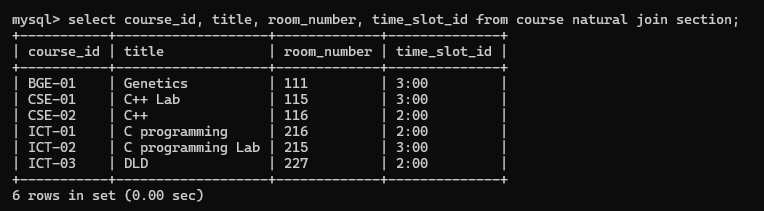 mysql> select course_id, title, room_number, time_slot_id from course natural join section;
+-----------+-------------------+-------------+--------------+
| course_id | title             | room_number | time_slot_id |
+-----------+-------------------+-------------+--------------+
| BGE-01    | Genetics          | 111         | 3:00         |
| CSE-01    | C++ Lab           | 115         | 3:00         |
| CSE-02    | C++               | 116         | 2:00         |
| ICT-01    | C programming     | 216         | 2:00         |
| ICT-02    | C programming Lab | 215         | 3:00         |
| ICT-03    | DLD               | 227         | 2:00         |
+-----------+-------------------+-------------+--------------+
6 rows in set (0.00 sec)